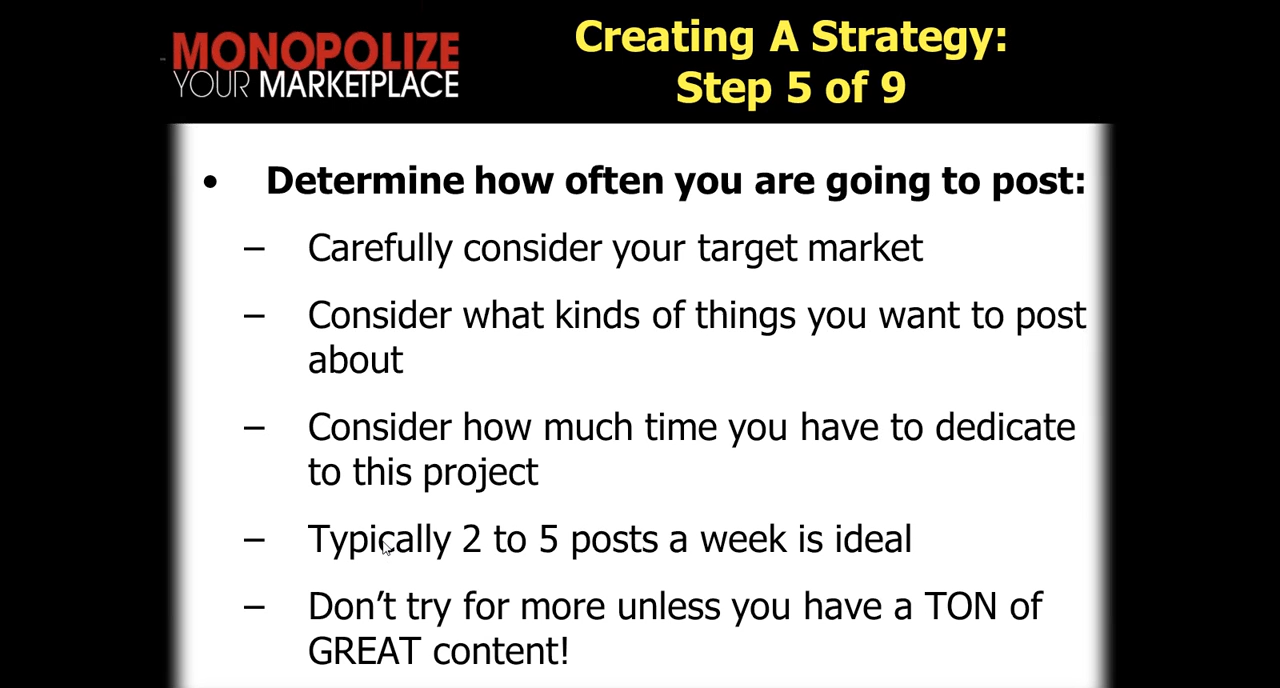 MONOPOLIZE
YOUR MARKETPLACE
Creating A Strategy:
Step 5 of 9
• Determine how often you are going to post:
– Carefully consider your target market
– Consider what kinds of things you want to post
about
– Consider how much time you have to dedicate
to this project
– Typically 2 to 5 posts a week is ideal
– Don’t try for more unless you have a TON of
GREAT content!